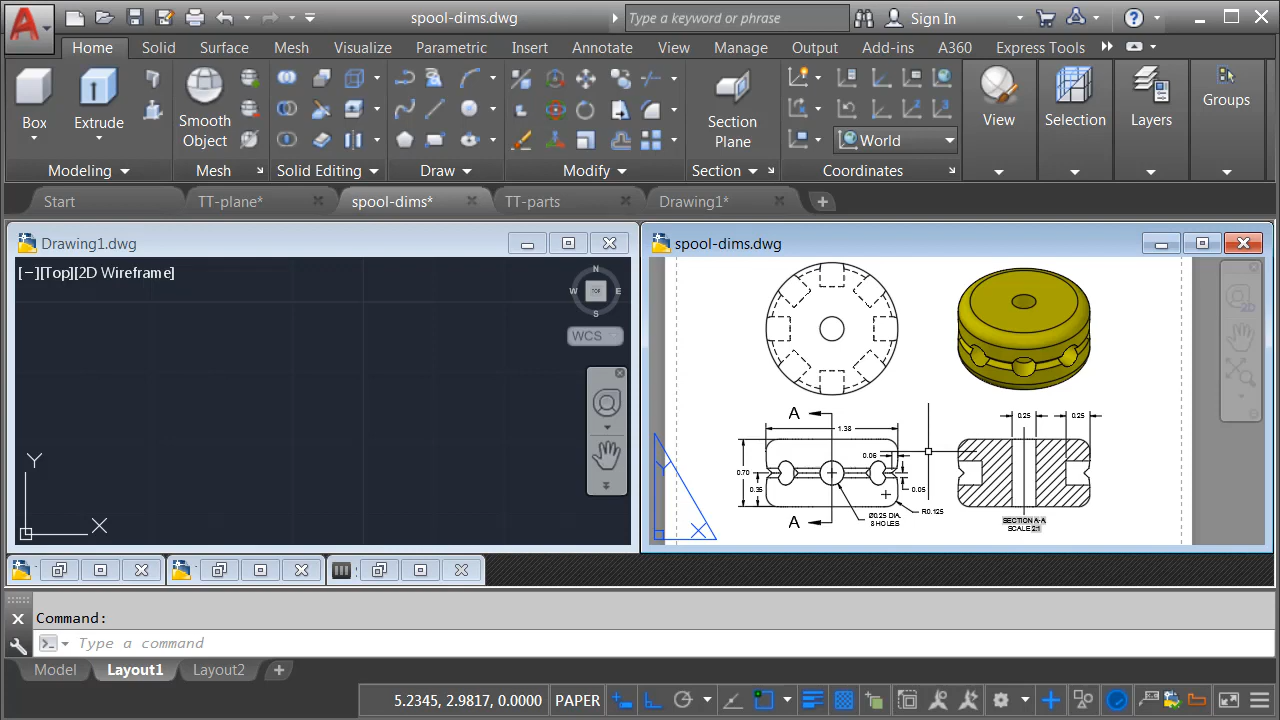 spool-dims.dwg
Type a keyword or phrase
Sign In
Home Solid Surface Mesh Visualize Parametric Insert Annotate View Manage Output Add-ins A360 Express Tools
Box
Extrude
Smooth
Object
Section
Plane
World
View
Selection
Layers
Groups
Modeling
Mesh
Solid Editing
Draw
Modify
Section
Coordinates
Start
TT-plane*
spool-dims*
TT-parts
Drawing1*
Drawing1.dwg
[−][Top][2D Wireframe]
N
W TOP E
S
WCS
Y
X
spool-dims.dwg
2D
A
1.38
0.25 0.25
0.06
0.70
0.35
0.05
A
Ø0.25 DIA.
8 HOLES
R0.125
SECTION A-A
SCALE 2:1
Y
X
Command:
Type a command
Model Layout1 Layout2
5.2345, 2.9817, 0.0000 PAPER